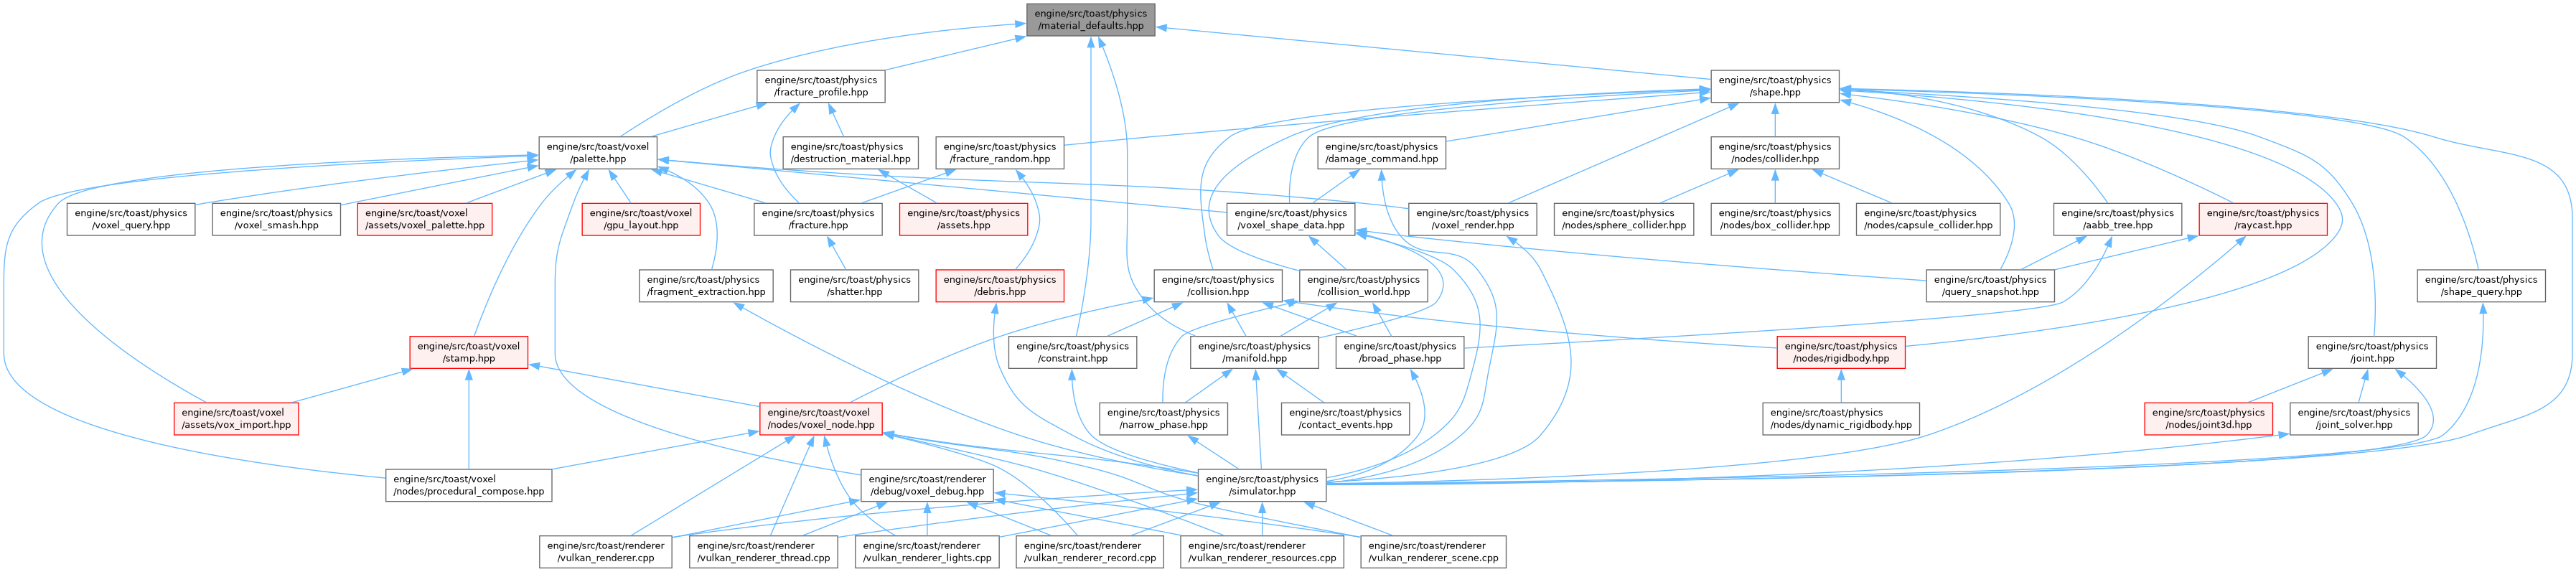 engine/src/toast/physics
/material_defaults.hpp
engine/src/toast/physics
/fracture_profile.hpp
engine/src/toast/physics
/shape.hpp
engine/src/toast/voxel
/palette.hpp
engine/src/toast/physics
/destruction_material.hpp
engine/src/toast/physics
/fracture_random.hpp
engine/src/toast/physics
/damage_command.hpp
engine/src/toast/physics
/nodes/collider.hpp
engine/src/toast/physics
/voxel_query.hpp
engine/src/toast/physics
/voxel_smash.hpp
engine/src/toast/voxel
/assets/voxel_palette.hpp
engine/src/toast/voxel
/gpu_layout.hpp
engine/src/toast/physics
/fracture.hpp
engine/src/toast/physics
/assets.hpp
engine/src/toast/physics
/voxel_shape_data.hpp
engine/src/toast/physics
/voxel_render.hpp
engine/src/toast/physics
/nodes/sphere_collider.hpp
engine/src/toast/physics
/nodes/box_collider.hpp
engine/src/toast/physics
/nodes/capsule_collider.hpp
engine/src/toast/physics
/aabb_tree.hpp
engine/src/toast/physics
/raycast.hpp
engine/src/toast/physics
/fragment_extraction.hpp
engine/src/toast/physics
/shatter.hpp
engine/src/toast/physics
/debris.hpp
engine/src/toast/physics
/collision.hpp
engine/src/toast/physics
/collision_world.hpp
engine/src/toast/physics
/query_snapshot.hpp
engine/src/toast/physics
/shape_query.hpp
engine/src/toast/voxel
/stamp.hpp
engine/src/toast/physics
/constraint.hpp
engine/src/toast/physics
/manifold.hpp
engine/src/toast/physics
/broad_phase.hpp
engine/src/toast/physics
/nodes/rigidbody.hpp
engine/src/toast/physics
/joint.hpp
engine/src/toast/voxel
/assets/vox_import.hpp
engine/src/toast/voxel
/nodes/voxel_node.hpp
engine/src/toast/physics
/narrow_phase.hpp
engine/src/toast/physics
/contact_events.hpp
engine/src/toast/physics
/nodes/dynamic_rigidbody.hpp
engine/src/toast/physics
/nodes/joint3d.hpp
engine/src/toast/physics
/joint_solver.hpp
engine/src/toast/voxel
/nodes/procedural_compose.hpp
engine/src/toast/renderer
/debug/voxel_debug.hpp
engine/src/toast/physics
/simulator.hpp
engine/src/toast/renderer
/vulkan_renderer.cpp
engine/src/toast/renderer
/vulkan_renderer_thread.cpp
engine/src/toast/renderer
/vulkan_renderer_lights.cpp
engine/src/toast/renderer
/vulkan_renderer_record.cpp
engine/src/toast/renderer
/vulkan_renderer_resources.cpp
engine/src/toast/renderer
/vulkan_renderer_scene.cpp